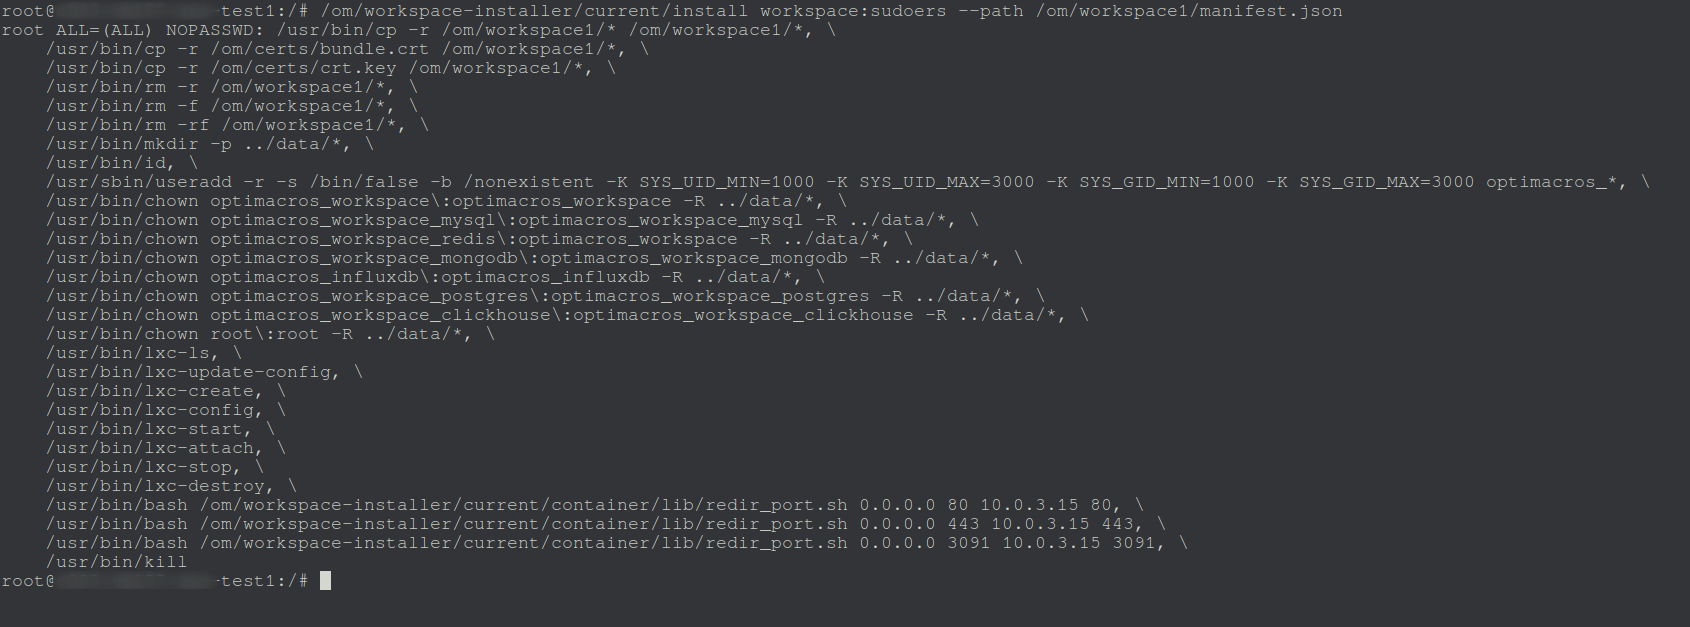 root@ -test1:/# /om/workspace-installer/current/install workspace:sudoers --path /om/workspace1/manifest.json
root ALL=(ALL) NOPASSWD: /usr/bin/cp -r /om/workspace1/* /om/workspace1/*, \
/usr/bin/cp -r /om/certs/bundle.crt /om/workspace1/*, \
/usr/bin/cp -r /om/certs/crt.key /om/workspace1/*, \
/usr/bin/rm -r /om/workspace1/*, \
/usr/bin/rm -f /om/workspace1/*, \
/usr/bin/rm -rf /om/workspace1/*, \
/usr/bin/mkdir -p ../data/*, \
/usr/bin/id, \
/usr/sbin/useradd -r -s /bin/false -b /nonexistent -K SYS_UID_MIN=1000 -K SYS_UID_MAX=3000 -K SYS_GID_MIN=1000 -K SYS_GID_MAX=3000 optimacros_*, \
/usr/bin/chown optimacros_workspace\:optimacros_workspace -R ../data/*, \
/usr/bin/chown optimacros_workspace_mysql\:optimacros_workspace_mysql -R ../data/*, \
/usr/bin/chown optimacros_workspace_redis\:optimacros_workspace -R ../data/*, \
/usr/bin/chown optimacros_workspace_mongodb\:optimacros_workspace_mongodb -R ../data/*, \
/usr/bin/chown optimacros_influxdb\:optimacros_influxdb -R ../data/*, \
/usr/bin/chown optimacros_workspace_postgres\:optimacros_workspace_postgres -R ../data/*, \
/usr/bin/chown optimacros_workspace_clickhouse\:optimacros_workspace_clickhouse -R ../data/*, \
/usr/bin/chown root\:root -R ../data/*, \
/usr/bin/lxc-ls, \
/usr/bin/lxc-update-config, \
/usr/bin/lxc-create, \
/usr/bin/lxc-config, \
/usr/bin/lxc-start, \
/usr/bin/lxc-attach, \
/usr/bin/lxc-stop, \
/usr/bin/lxc-destroy, \
/usr/bin/bash /om/workspace-installer/current/container/lib/redir_port.sh 0.0.0.0 80 10.0.3.15 80, \
/usr/bin/bash /om/workspace-installer/current/container/lib/redir_port.sh 0.0.0.0 443 10.0.3.15 443, \
/usr/bin/bash /om/workspace-installer/current/container/lib/redir_port.sh 0.0.0.0 3091 10.0.3.15 3091, \
/usr/bin/kill
root@ -test1:/#